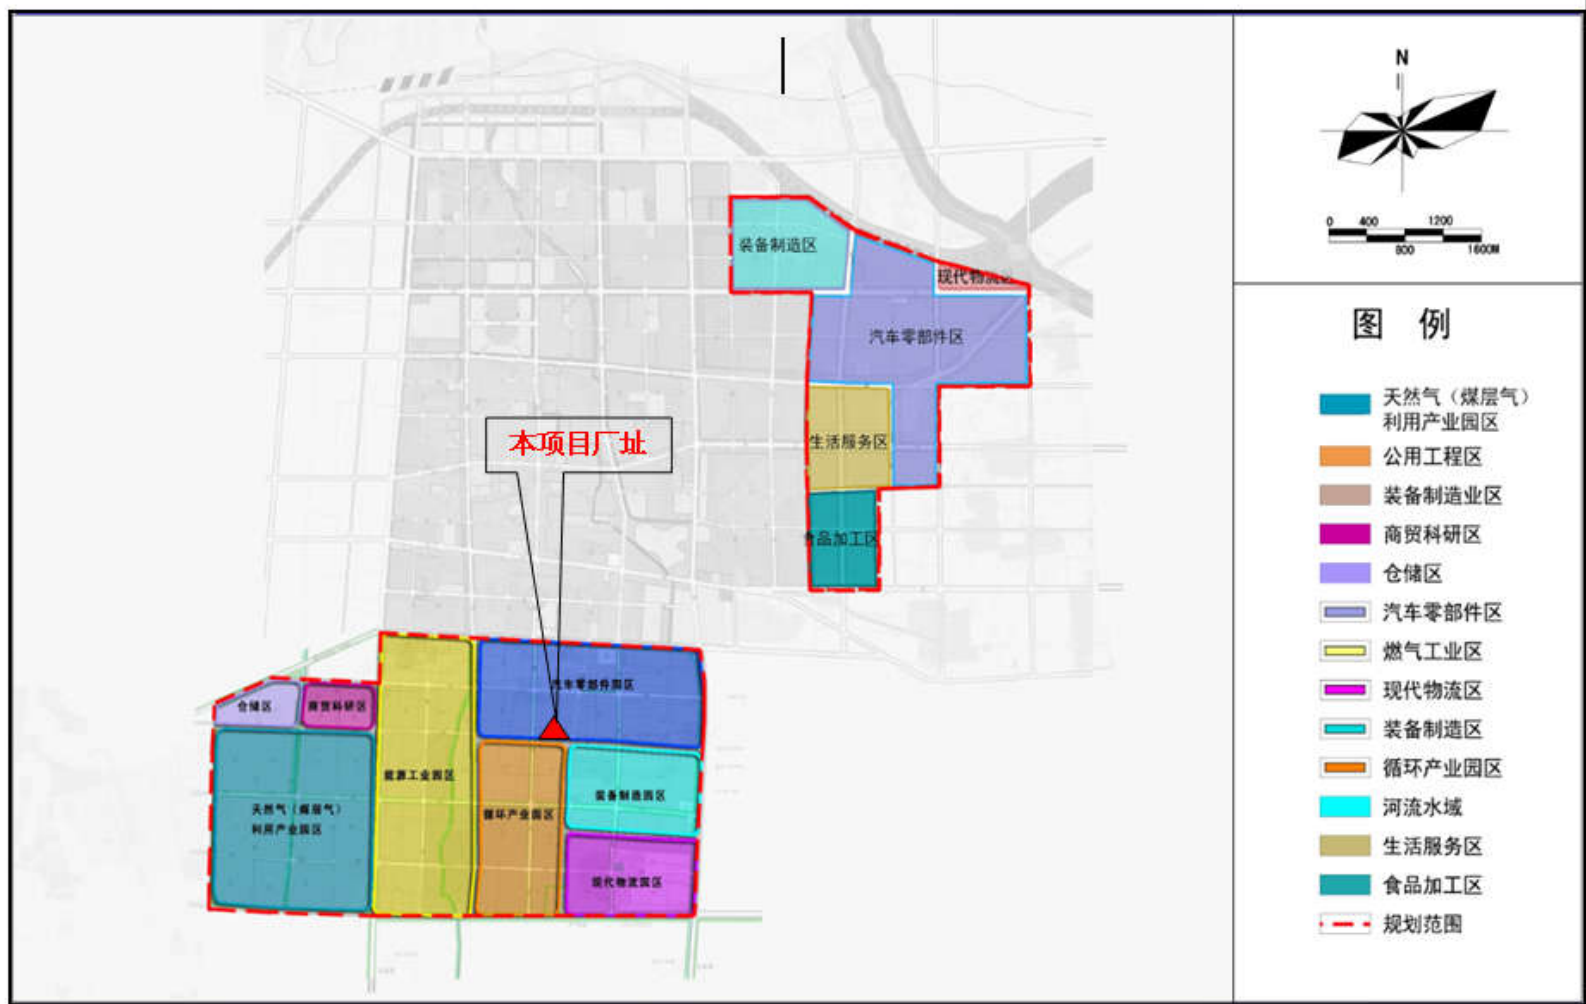 N
0 400 1200
800 1600M
装备制造区
现代物流区
汽车零部件区
生活服务区
食品加工区
本项目厂址
汽车零部件园区
仓储区
商贸科研区
能源工业园区
天然气（煤层气）
利用产业园区
循环产业园区
装备制造园区
现代物流园区
图 例
天然气（煤层气）
利用产业园区
公用工程区
装备制造业区
商贸科研区
仓储区
汽车零部件区
燃气工业区
现代物流区
装备制造区
循环产业园区
河流水域
生活服务区
食品加工区
规划范围